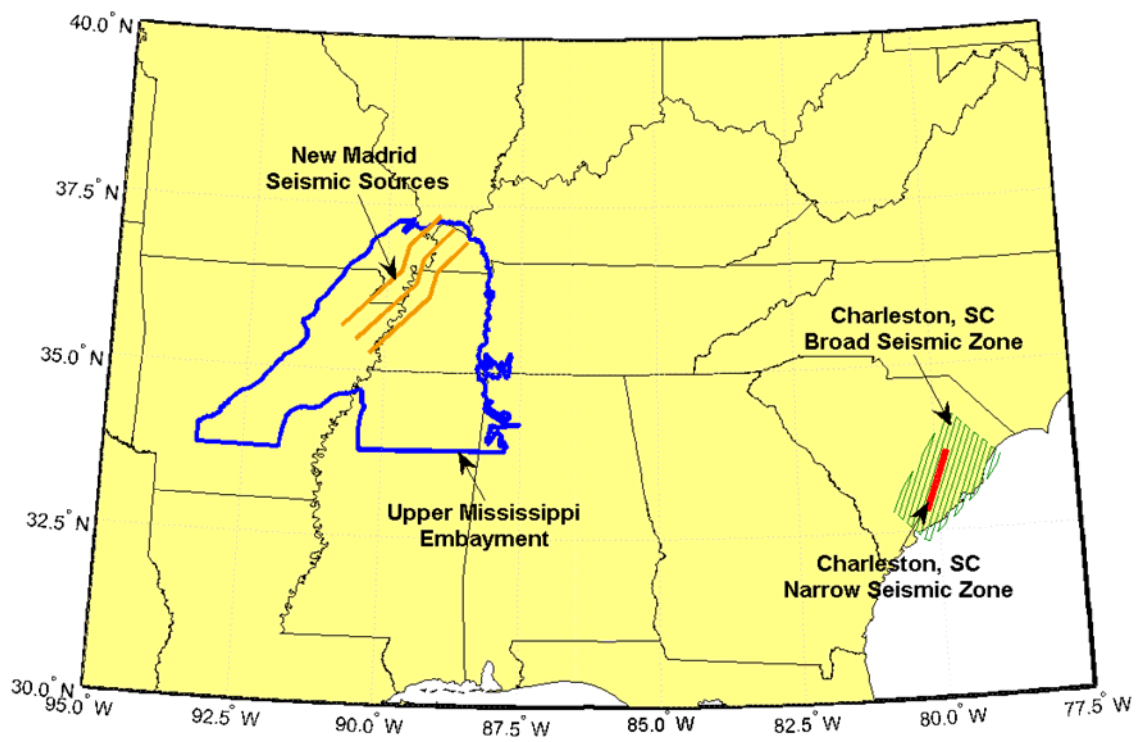 40.0° N
New Madrid
Seismic Sources
37.5° N
Charleston, SC
Broad Seismic Zone
35.0° N
Upper Mississippi
Embayment
32.5° N
Charleston, SC
Narrow Seismic Zone
30.0° N
95.0° W
92.5° W
90.0° W
87.5° W
85.0° W
82.5° W
80.0° W
77.5° W